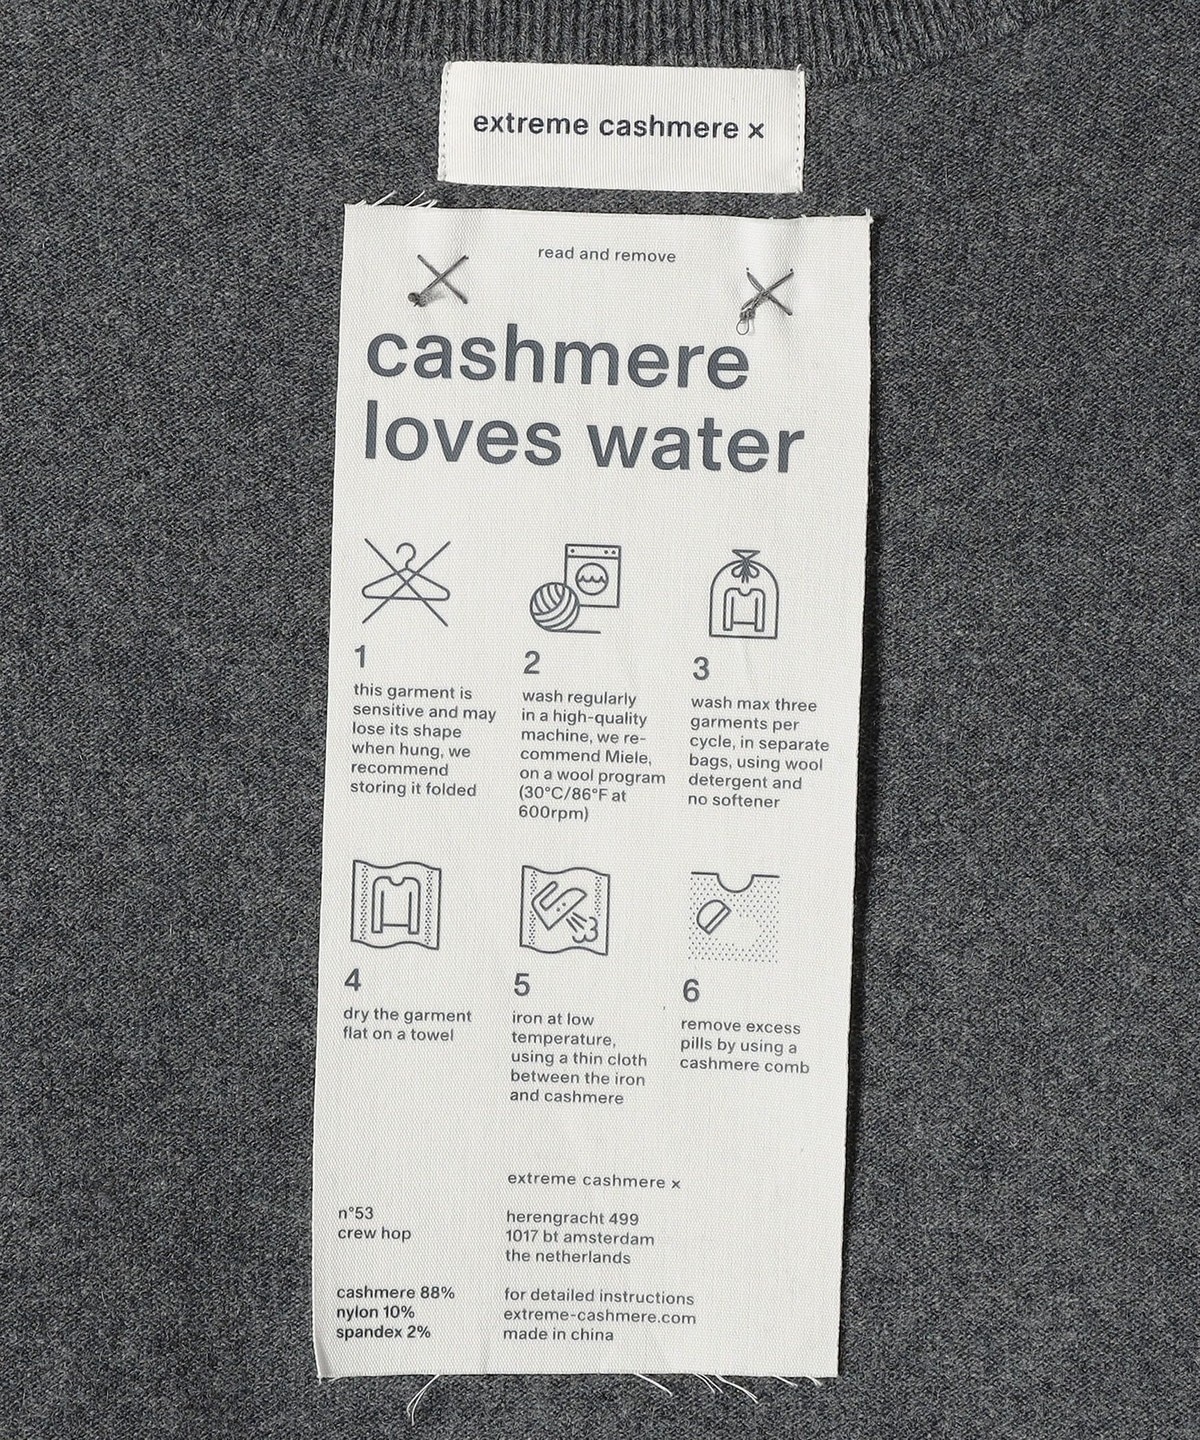 extreme cashmere x
read and remove
cashmere
loves water
1
this garment is
sensitive and may
lose its shape
when hung, we
recommend
storing it folded
2
wash regularly
in a high-quality
machine, we re-
commend Miele,
on a wool program
(30°C/86°F at
600rpm)
3
wash max three
garments per
cycle, in separate
bags, using wool
detergent and
no softener
4
dry the garment
flat on a towel
5
iron at low
temperature,
using a thin cloth
between the iron
and cashmere
6
remove excess
pills by using a
cashmere comb
n°53
crew hop
cashmere 88%
nylon 10%
spandex 2%
extreme cashmere x
herengracht 499
1017 bt amsterdam
the netherlands
for detailed instructions
extreme-cashmere.com
made in china